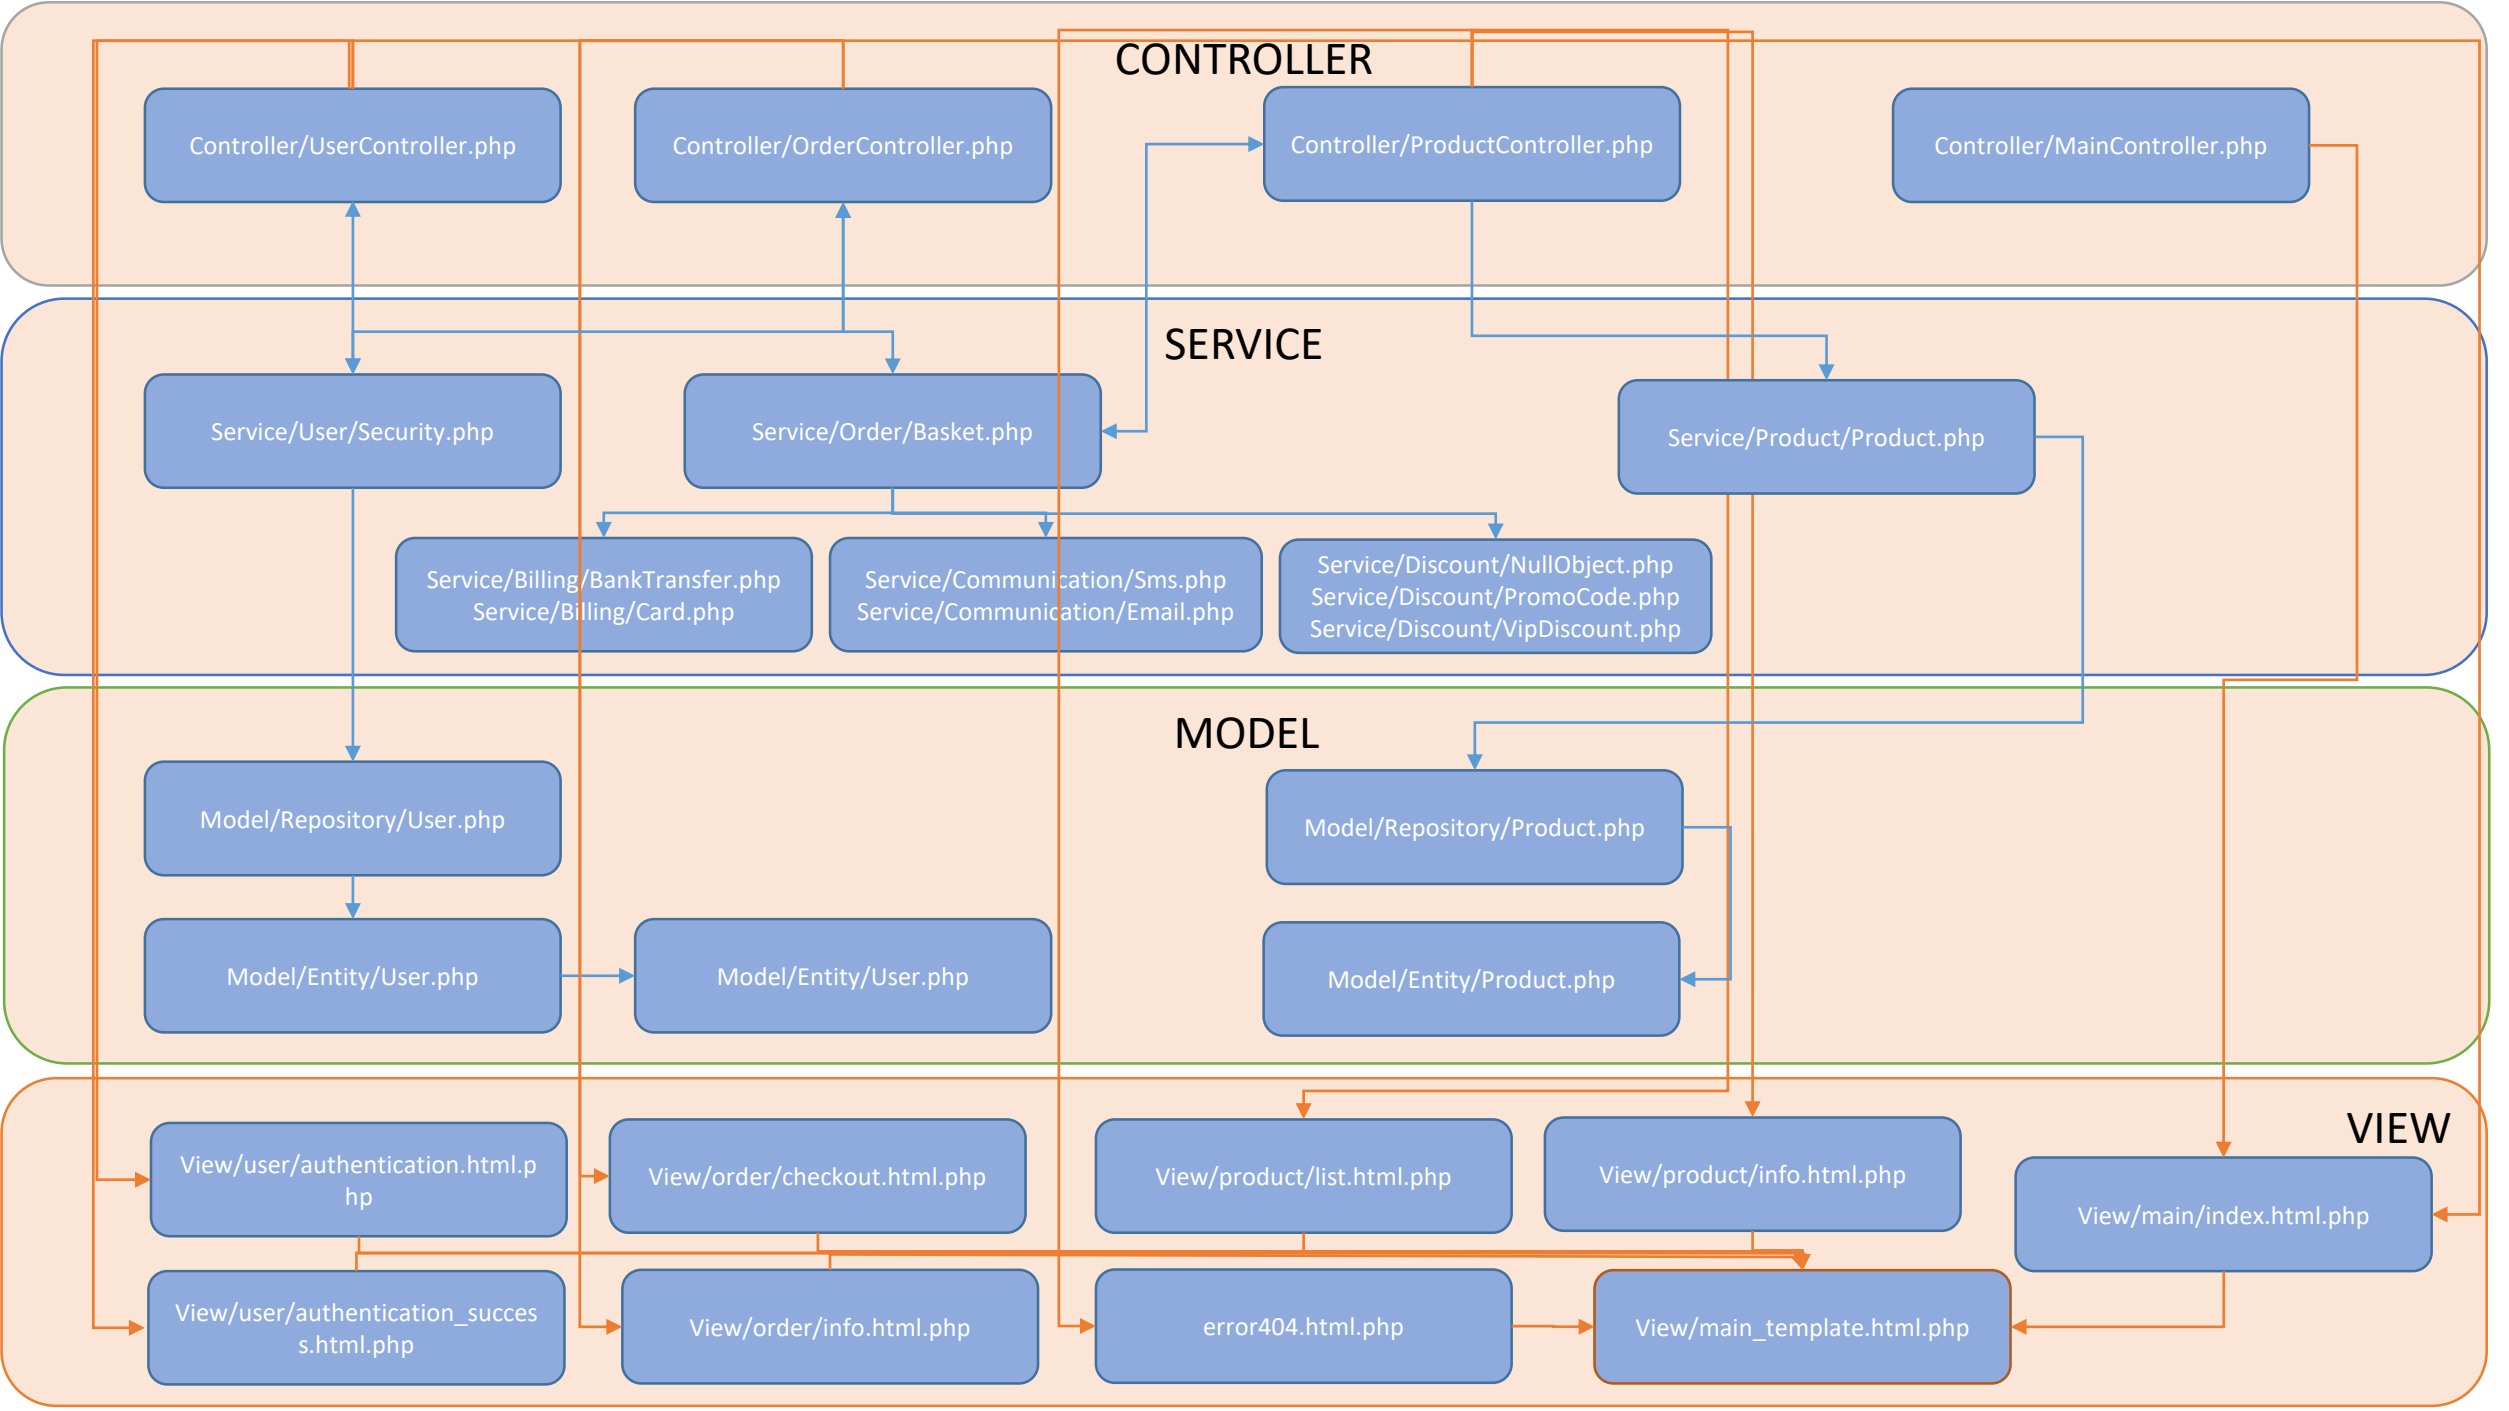 CONTROLLER
Controller/UserController.php
Controller/OrderController.php
Controller/ProductController.php
Controller/MainController.php
SERVICE
Service/User/Security.php
Service/Order/Basket.php
Service/Product/Product.php
Service/Billing/BankTransfer.php
Service/Billing/Card.php
Service/Communication/Sms.php
Service/Communication/Email.php
Service/Discount/NullObject.php
Service/Discount/PromoCode.php
Service/Discount/VipDiscount.php
MODEL
Model/Repository/User.php
Model/Repository/Product.php
Model/Entity/User.php
Model/Entity/User.php
Model/Entity/Product.php
VIEW
View/user/authentication.html.p
hp
View/order/checkout.html.php
View/product/list.html.php
View/product/info.html.php
View/main/index.html.php
View/user/authentication_succes
s.html.php
View/order/info.html.php
error404.html.php
View/main_template.html.php